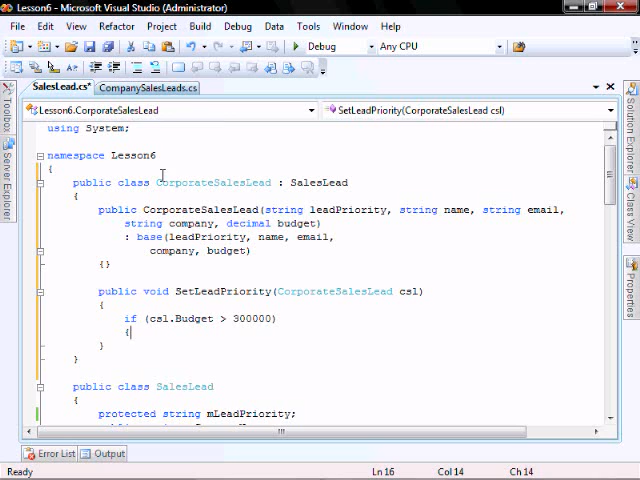 Lesson6 - Microsoft Visual Studio (Administrator)
File Edit View Refactor Project Build Debug Data Tools Test Window Help
Debug Any CPU
SalesLead.cs* CompanySalesLeads.cs
Lesson6.CorporateSalesLead SetLeadPriority(CorporateSalesLead csl)
Toolbox
Server Explorer
using System;
namespace Lesson6
{
public class CorporateSalesLead : SalesLead
{
public CorporateSalesLead(string leadPriority, string name, string email,
string company, decimal budget)
: base(leadPriority, name, email,
company, budget)
{}
public void SetLeadPriority(CorporateSalesLead csl)
{
if (csl.Budget > 300000)
{
}
}
public class SalesLead
{
protected string mLeadPriority;
Solution Explorer
Class View
Properties
Error List Output
Ready Ln 16 Col 14 Ch 14